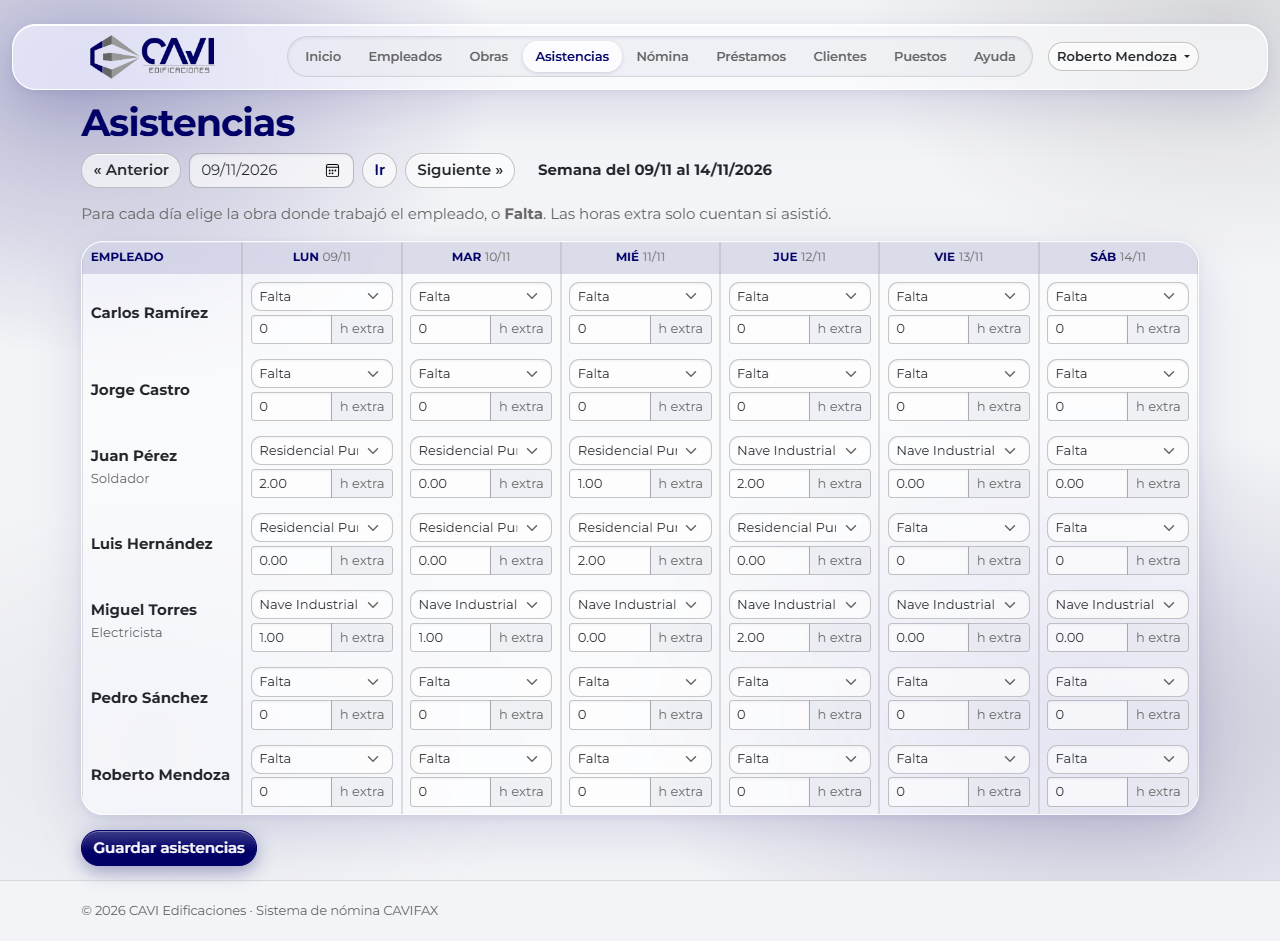 CAVI
EDIFICACIONES
Inicio Empleados Obras Asistencias Nómina Préstamos Clientes Puestos Ayuda Roberto Mendoza
Asistencias
« Anterior 09/11/2026 Ir Siguiente » Semana del 09/11 al 14/11/2026
Para cada día elige la obra donde trabajó el empleado, o Falta. Las horas extra solo cuentan si asistió.
EMPLEADO LUN 09/11 MAR 10/11 MIÉ 11/11 JUE 12/11 VIE 13/11 SÁB 14/11
Carlos Ramírez
Falta Falta Falta Falta Falta Falta
0 h extra 0 h extra 0 h extra 0 h extra 0 h extra 0 h extra
Jorge Castro
Falta Falta Falta Falta Falta Falta
0 h extra 0 h extra 0 h extra 0 h extra 0 h extra 0 h extra
Juan Pérez
Soldador
Residencial Pu Residencial Pu Residencial Pu Nave Industrial Nave Industrial Falta
2.00 h extra 0.00 h extra 1.00 h extra 2.00 h extra 0.00 h extra 0.00 h extra
Luis Hernández
Residencial Pu Residencial Pu Residencial Pu Residencial Pu Falta Falta
0.00 h extra 0.00 h extra 2.00 h extra 0.00 h extra 0 h extra 0 h extra
Miguel Torres
Electricista
Nave Industrial Nave Industrial Nave Industrial Nave Industrial Nave Industrial Nave Industrial
1.00 h extra 1.00 h extra 0.00 h extra 2.00 h extra 0.00 h extra 0.00 h extra
Pedro Sánchez
Falta Falta Falta Falta Falta Falta
0 h extra 0 h extra 0 h extra 0 h extra 0 h extra 0 h extra
Roberto Mendoza
Falta Falta Falta Falta Falta Falta
0 h extra 0 h extra 0 h extra 0 h extra 0 h extra 0 h extra
Guardar asistencias
© 2026 CAVI Edificaciones · Sistema de nómina CAVIFAX